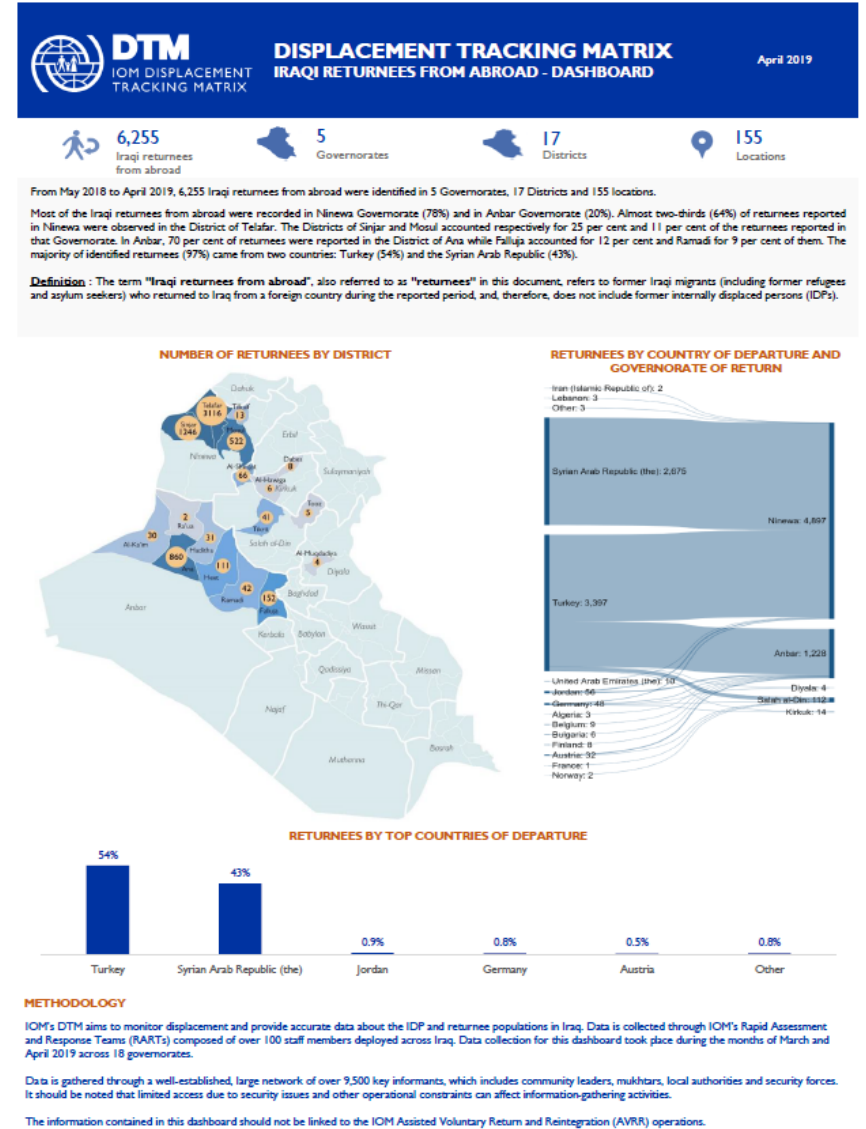 DTM
IOM DISPLACEMENT
TRACKING MATRIX
DISPLACEMENT TRACKING MATRIX
IRAQI RETURNEES FROM ABROAD - DASHBOARD
April 2019
6,255
Iraqi returnees
from abroad
5
Governorates
17
Districts
155
Locations
From May 2018 to April 2019, 6,255 Iraqi returnees from abroad were identified in 5 Governorates, 17 Districts and 155 locations.
Most of the Iraqi returnees from abroad were recorded in Ninewa Governorate (78%) and in Anbar Governorate (20%). Almost two-thirds (64%) of returnees reported
in Ninewa were observed in the District of Telafar. The Districts of Sinjar and Mosul accounted respectively for 25 per cent and 11 per cent of the returnees reported in
that Governorate. In Anbar, 70 per cent of returnees were reported in the District of Ana while Falluja accounted for 12 per cent and Ramadi for 9 per cent of them. The
majority of identified returnees (97%) came from two countries: Turkey (54%) and the Syrian Arab Republic (43%).
Definition : The term "Iraqi returnees from abroad", also referred to as "returnees" in this document, refers to former Iraqi migrants (including former refugees
and asylum seekers) who returned to Iraq from a foreign country during the reported period, and, therefore, does not include former internally displaced persons (IDPs).
NUMBER OF RETURNEES BY DISTRICT
Dahuk
Telafar
3116
13
Sinjar
1246
Mosul
522
Erbil
Ninewa
66
8
Sulaymaniyah
Al-Hawiga
6
Kirkuk
5
2
Ra'ua
41
Tikrit
30
Al-Ka'im
31
Haditha
Salah al-Din
860
Ana
111
Heet
Al-Muqdadiya
4
Diyala
42
Ramadi
152
Falluja
Baghdad
Anbar
Kerbala
Babylon
Wassit
Qadissiya
Missan
Najaf
Thi-Qar
Basrah
Muthanna
RETURNEES BY COUNTRY OF DEPARTURE AND
GOVERNORATE OF RETURN
Iran (Islamic Republic of): 2
Lebanon: 3
Other: 3
Syrian Arab Republic (the): 2,675
Ninewa: 4,897
Turkey: 3,397
Anbar: 1,228
United Arab Emirates (the): 10
Diyala: 4
Jordan: 56
Salah al-Din: 112
Germany: 48
Kirkuk: 14
Algeria: 3
Belgium: 9
Bulgaria: 6
Finland: 8
Austria: 32
France: 1
Norway: 2
RETURNEES BY TOP COUNTRIES OF DEPARTURE
54%
43%
0.9%
0.8%
0.5%
0.8%
Turkey
Syrian Arab Republic (the)
Jordan
Germany
Austria
Other
METHODOLOGY
IOM's DTM aims to monitor displacement and provide accurate data about the IDP and returnee populations in Iraq. Data is collected through IOM's Rapid Assessment
and Response Teams (RARTs) composed of over 100 staff members deployed across Iraq. Data collection for this dashboard took place during the months of March and
April 2019 across 18 governorates.
Data is gathered through a well-established, large network of over 9,500 key informants, which includes community leaders, mukhtars, local authorities and security forces.
It should be noted that limited access due to security issues and other operational constraints can affect information-gathering activities.
The information contained in this dashboard should not be linked to the IOM Assisted Voluntary Return and Reintegration (AVRR) operations.